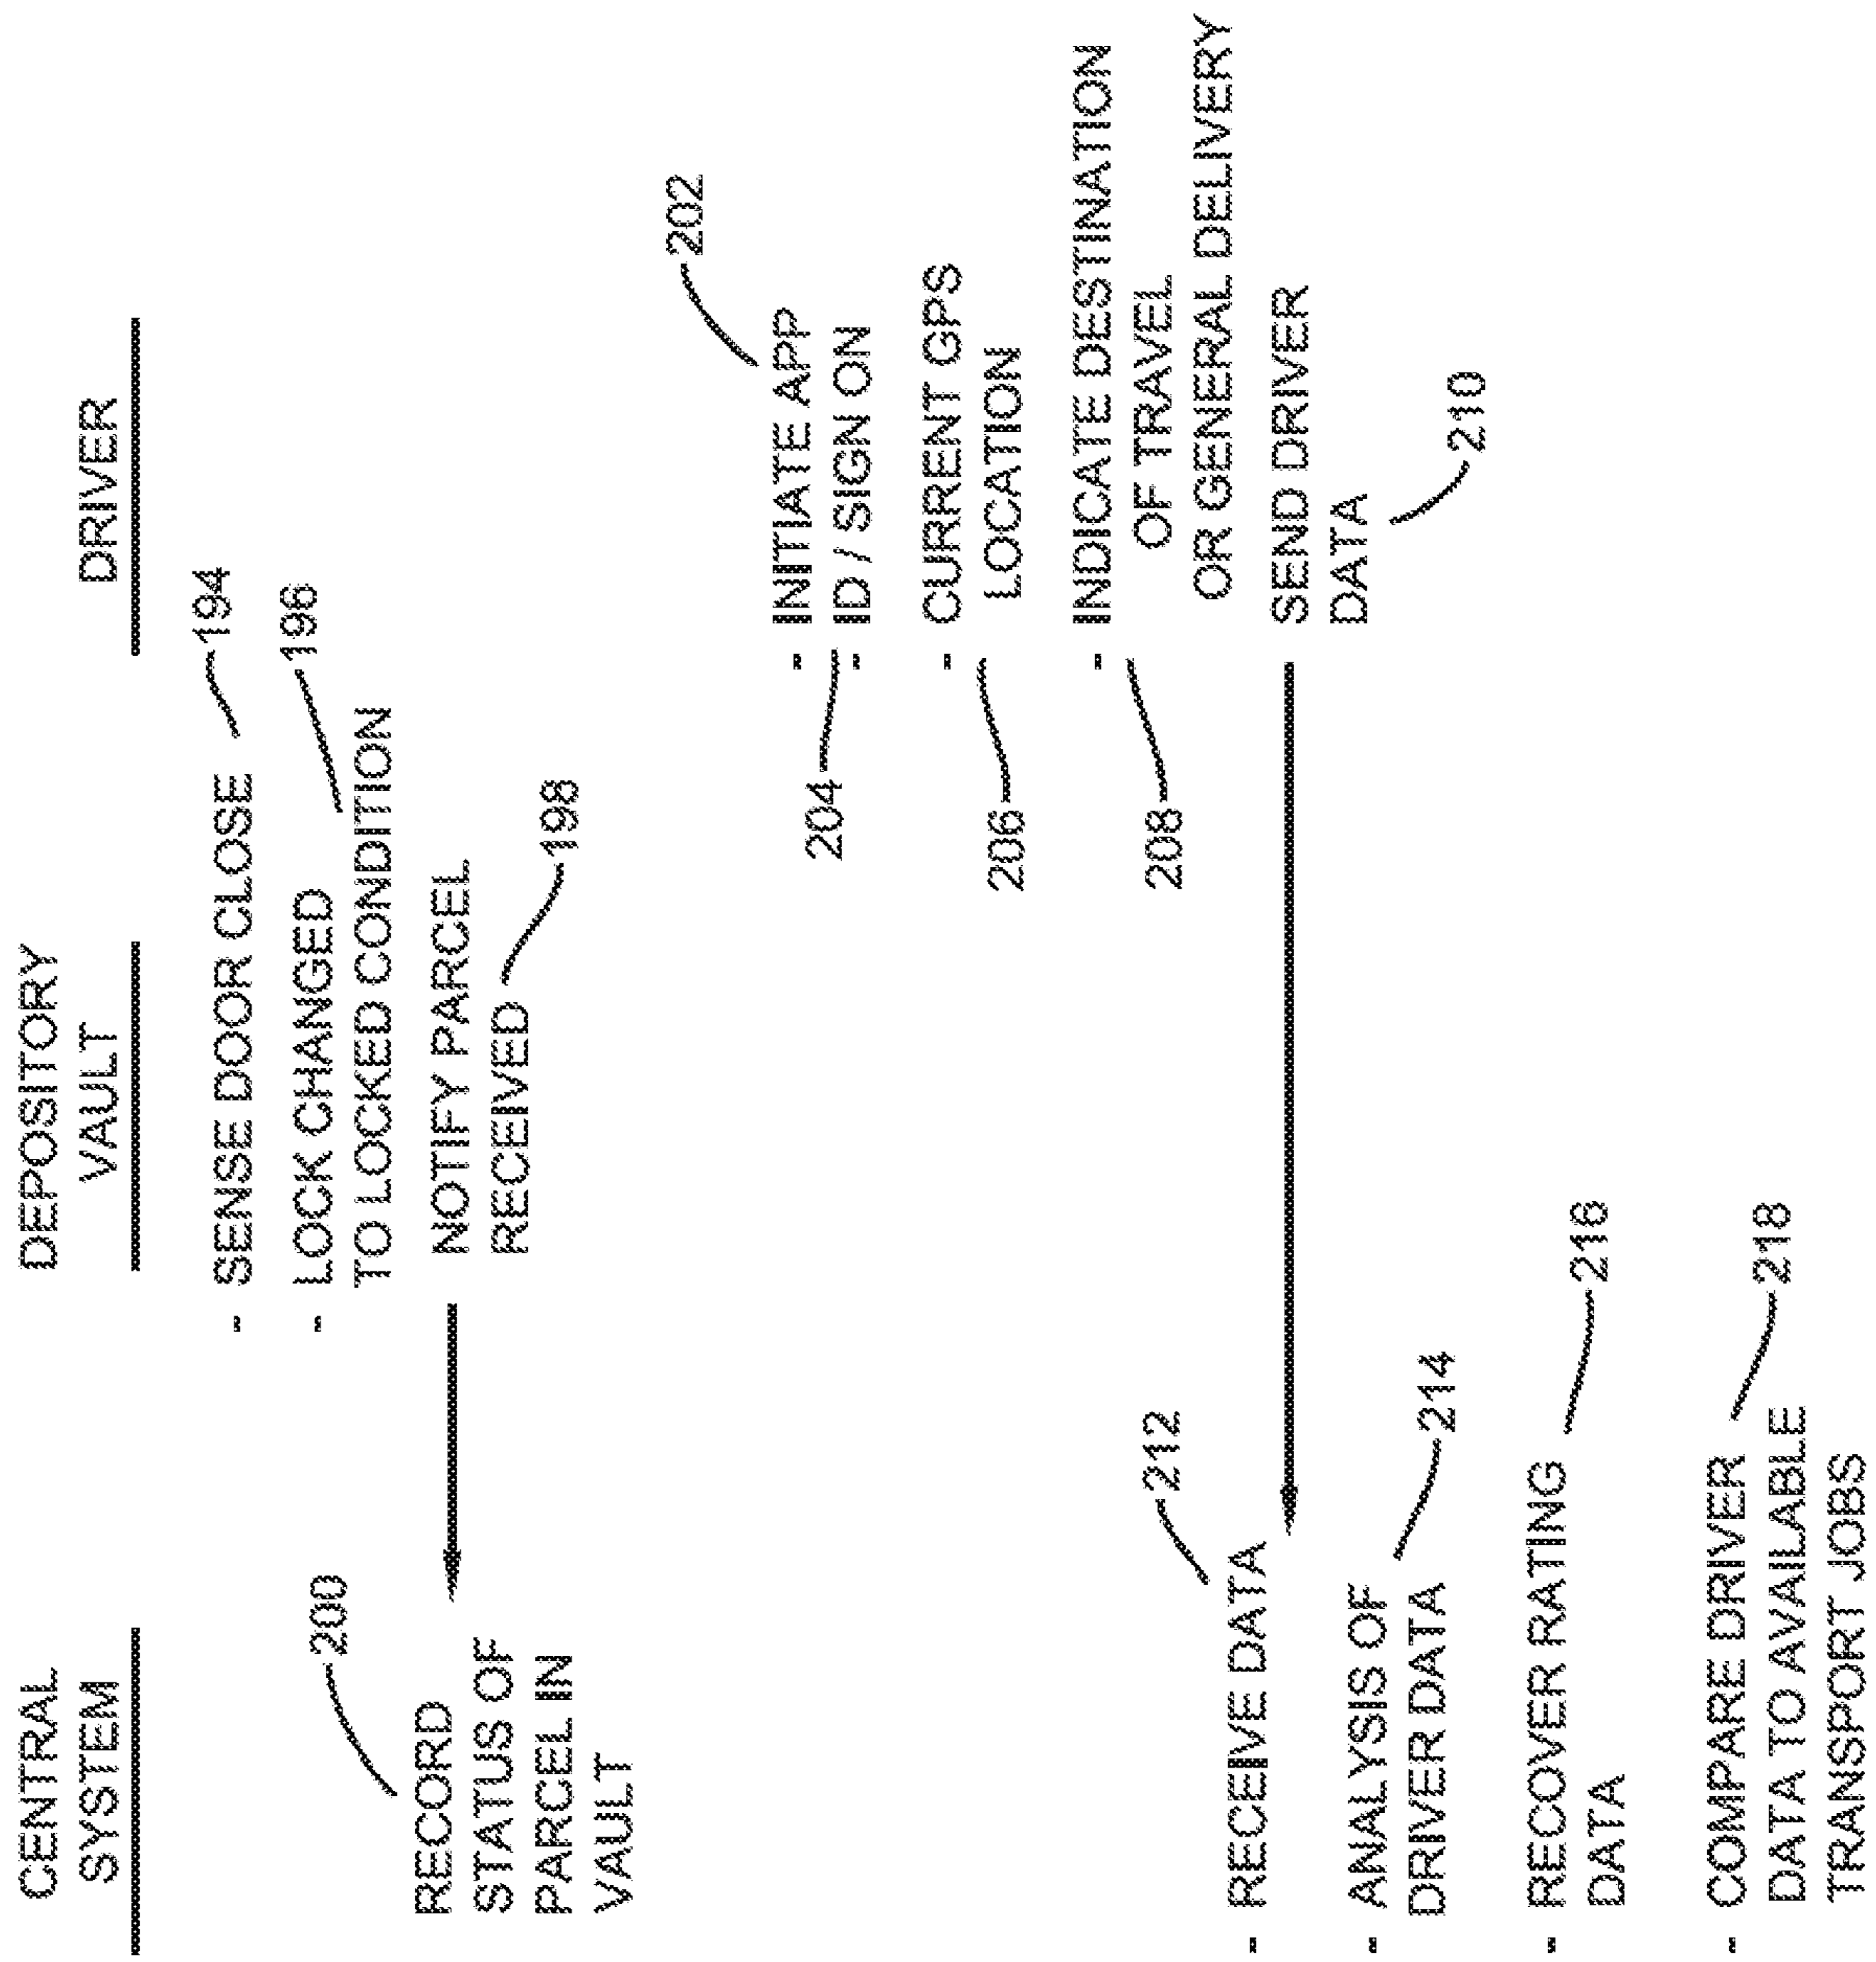 CENTRAL
SYSTEM
DEPOSITORY
VAULT
DRIVER
- SENSE DOOR CLOSE
194
- LOCK CHANGED
TO LOCKED CONDITION
196
NOTIFY PARCEL
RECEIVED
198
200
RECORD
STATUS OF
PARCEL IN
VAULT
202
- INITIATE APP
- ID / SIGN ON
204
- CURRENT GPS
LOCATION
206
- INDICATE DESTINATION
OF TRAVEL
OR GENERAL DELIVERY
208
SEND DRIVER
DATA
210
212
- RECEIVE DATA
- ANALYSIS OF
DRIVER DATA
214
- RECOVER RATING
DATA
216
- COMPARE DRIVER
DATA TO AVAILABLE
TRANSPORT JOBS
218